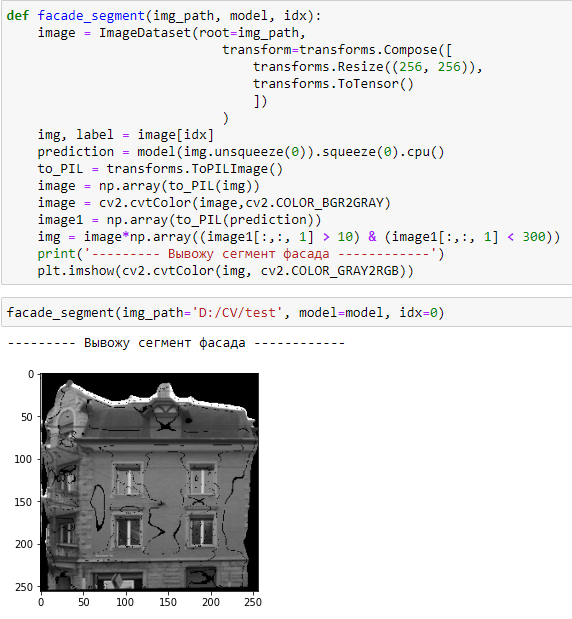 def facade_segment(img_path, model, idx):
    image = ImageDataset(root=img_path,
                         transform=transforms.Compose([
                             transforms.Resize((256, 256)),
                             transforms.ToTensor()
                             ])
                         )
    img, label = image[idx]
    prediction = model(img.unsqueeze(0)).squeeze(0).cpu()
    to_PIL = transforms.ToPILImage()
    image = np.array(to_PIL(img))
    image = cv2.cvtColor(image,cv2.COLOR_BGR2GRAY)
    image1 = np.array(to_PIL(prediction))
    img = image*np.array((image1[:,:, 1] > 10) & (image1[:,:, 1] < 300))
    print('--------- Вывожу сегмент фасада ------------')
    plt.imshow(cv2.cvtColor(img, cv2.COLOR_GRAY2RGB))
facade_segment(img_path='D:/CV/test', model=model, idx=0)
--------- Вывожу сегмент фасада ------------
0
50
100
150
200
250
0 50 100 150 200 250